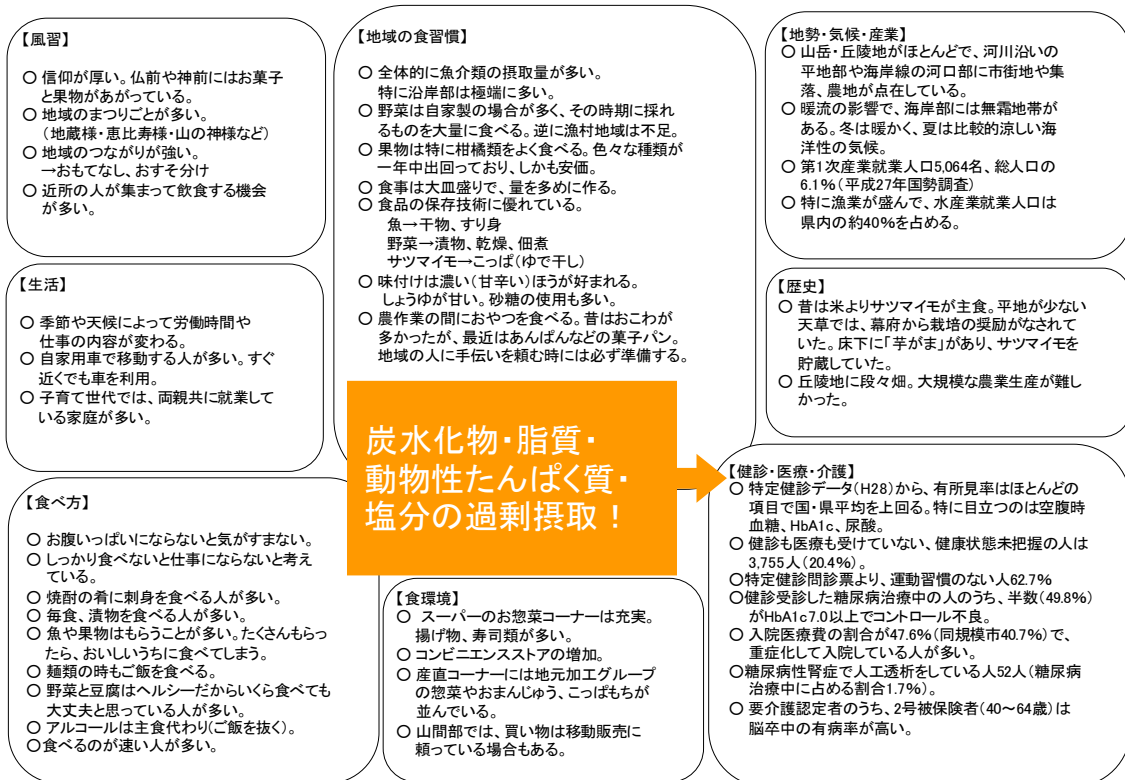 【風習】
○ 信仰が厚い。仏前や神前にはお菓子
と果物があがっている。
○ 地域のまつりごとが多い。
(地蔵様・恵比寿様・山の神様など)
○ 地域のつながりが強い。
→おもてなし、おすそ分け
○ 近所の人が集まって飲食する機会
が多い。
【生活】
○ 季節や天候によって労働時間や
仕事の内容が変わる。
○ 自家用車で移動する人が多い。すぐ
近くでも車を利用。
○ 子育て世代では、両親共に就業して
いる家庭が多い。
【食べ方】
○ お腹いっぱいにならないと気がすまない。
○ しっかり食べないと仕事にならないと考え
ている。
○ 焼酎の肴に刺身を食べる人が多い。
○ 毎食、漬物を食べる人が多い。
○ 魚や果物はもらうことが多い。たくさんもらっ
たら、おいしいうちに食べてしまう。
○ 麺類の時もご飯を食べる。
○ 野菜と豆腐はヘルシーだからいくら食べても
大丈夫と思っている人が多い。
○ アルコールは主食代わり(ご飯を抜く)。
○食べるのが速い人が多い。
【地域の食習慣】
○ 全体的に魚介類の摂取量が多い。
特に沿岸部は極端に多い。
○ 野菜は自家製の場合が多く、その時期に採れ
るものを大量に食べる。逆に漁村地域は不足。
○ 果物は特に柑橘類をよく食べる。色々な種類が
一年中出回っており、しかも安価。
○ 食事は大皿盛りで、量を多めに作る。
○ 食品の保存技術に優れている。
魚→干物、すり身
野菜→漬物、乾燥、佃煮
サツマイモ→こっぱ(ゆで干し)
○ 味付けは濃い(甘辛い)ほうが好まれる。
しょうゆが甘い。砂糖の使用も多い。
○ 農作業の間におやつを食べる。昔はおこわが
多かったが、最近はあんぱんなどの菓子パン。
地域の人に手伝いを頼む時には必ず準備する。
炭水化物・脂質・
動物性たんぱく質・
塩分の過剰摂取！
【食環境】
○ スーパーのお惣菜コーナーは充実。
揚げ物、寿司類が多い。
○ コンビニエンスストアの増加。
○ 産直コーナーには地元加工グループ
の惣菜やおまんじゅう、こっぱもちが
並んでいる。
○ 山間部では、買い物は移動販売に
頼っている場合もある。
【地勢・気候・産業】
○ 山岳・丘陵地がほとんどで、河川沿いの
平地部や海岸線の河口部に市街地や集
落、農地が点在している。
○ 暖流の影響で、海岸部には無霜地帯が
ある。冬は暖かく、夏は比較的涼しい海
洋性の気候。
○ 第1次産業就業人口5,064名、総人口の
6.1%(平成27年国勢調査)
○ 特に漁業が盛んで、水産業就業人口は
県内の約40%を占める。
【歴史】
○ 昔は米よりサツマイモが主食。平地が少ない
天草では、幕府から栽培の奨励がなされて
いた。床下に「芋がま」があり、サツマイモを
貯蔵していた。
○ 丘陵地に段々畑。大規模な農業生産が難し
かった。
【健診・医療・介護】
○ 特定健診データ(H28)から、有所見率はほとんどの
項目で国・県平均を上回る。特に目立つのは空腹時
血糖、HbA1c、尿酸。
○ 健診も医療も受けていない、健康状態未把握の人は
3,755人(20.4%)。
○特定健診問診票より、運動習慣のない人62.7%
○健診受診した糖尿病治療中の人のうち、半数(49.8%)
がHbA1c7.0以上でコントロール不良。
○ 入院医療費の割合が47.6%(同規模市40.7%)で、
重症化して入院している人が多い。
○糖尿病性腎症で人工透析をしている人52人(糖尿病
治療中に占める割合1.7%)。
○ 要介護認定者のうち、2号被保険者(40～64歳)は
脳卒中の有病率が高い。